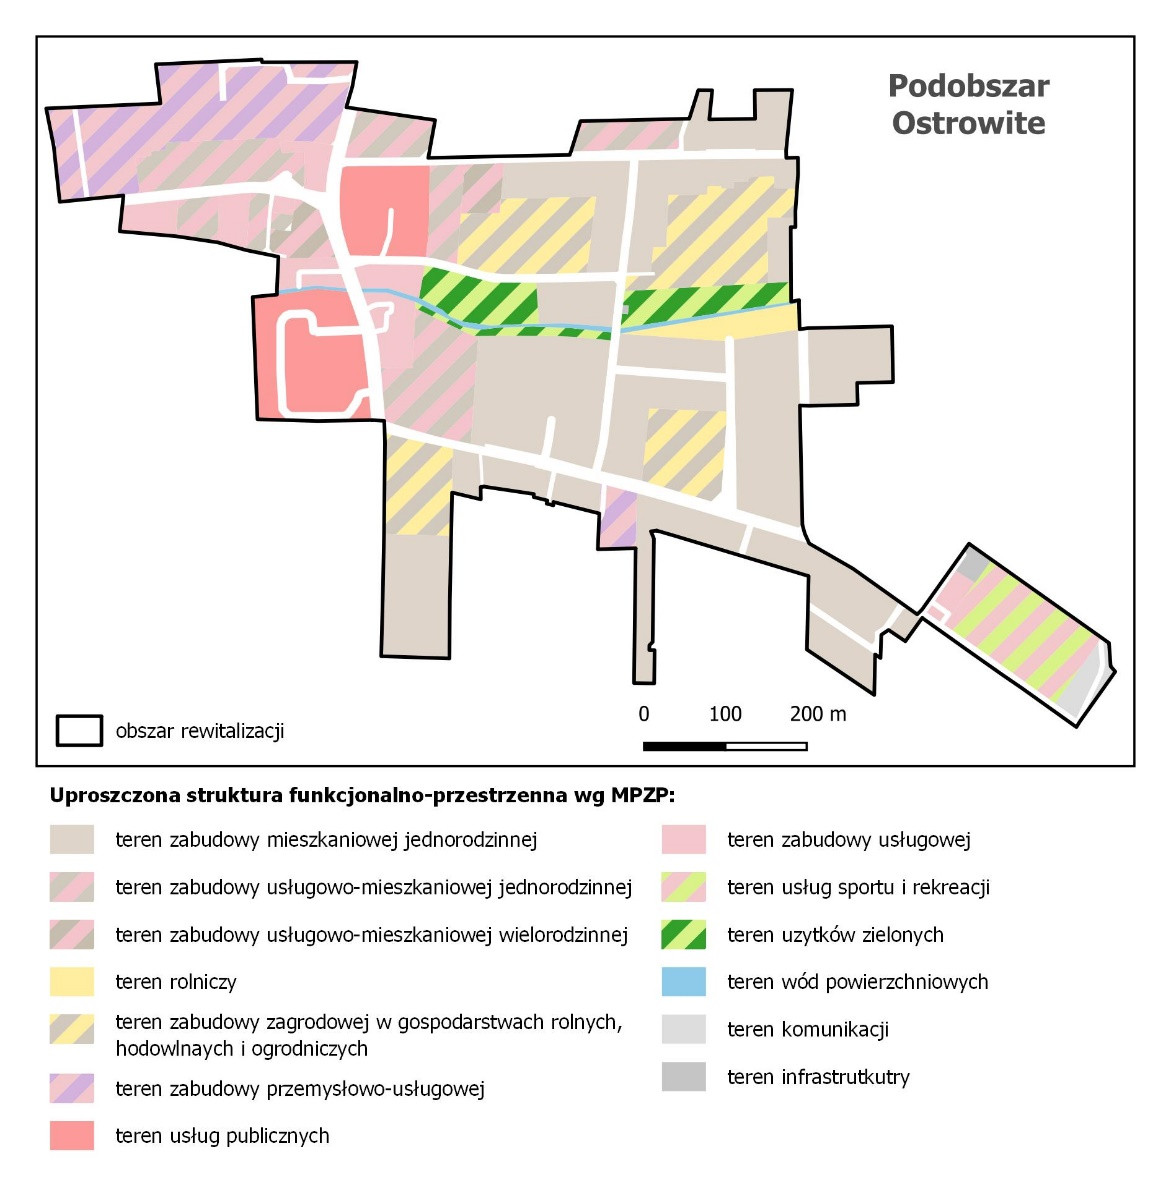 Podobszar
Ostrowite
0 100 200 m
obszar rewitalizacji
Uproszczona struktura funkcjonalno-przestrzenna wg MPZP:
teren zabudowy mieszkaniowej jednorodzinnej
teren zabudowy usługowo-mieszkaniowej jednorodzinnej
teren zabudowy usługowo-mieszkaniowej wielorodzinnej
teren rolniczy
teren zabudowy zagrodowej w gospodarstwach rolnych,
hodowlnaych i ogrodniczych
teren zabudowy przemysłowo-usługowej
teren usług publicznych
teren zabudowy usługowej
teren usług sportu i rekreacji
teren uzytków zielonych
teren wód powierzchniowych
teren komunikacji
teren infrastrutkutry